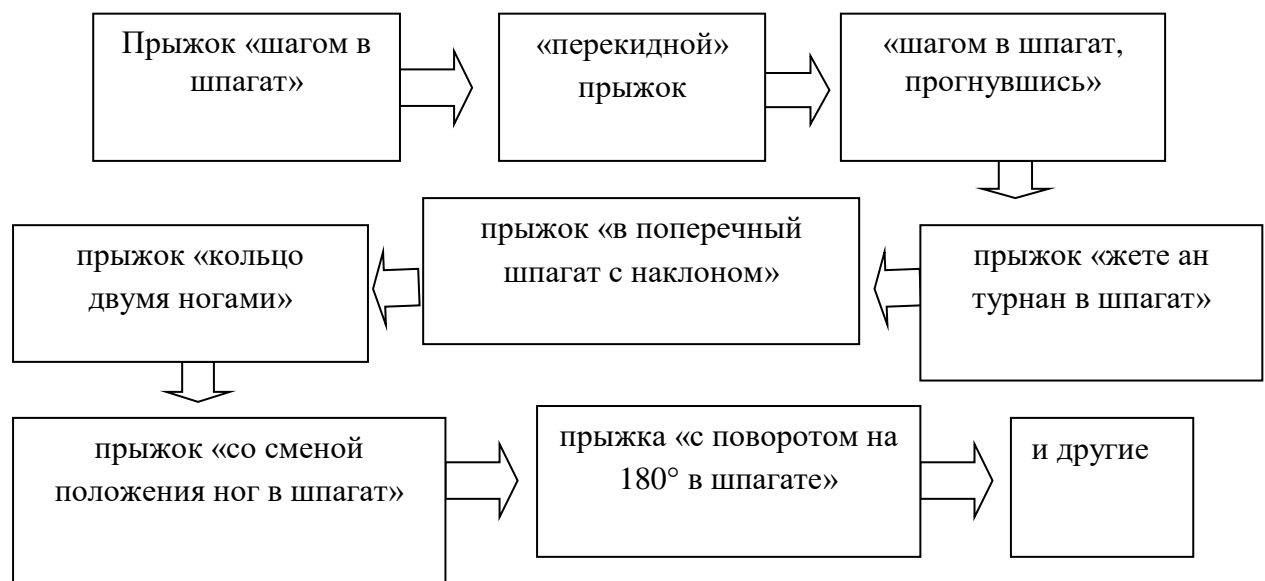 Прыжок «шагом в
шпагат»
«перекидной»
прыжок
«шагом в шпагат,
прогнувшись»
прыжок «жете ан
турнан в шпагат»
прыжок «в поперечный
шпагат с наклоном»
прыжок «кольцо
двумя ногами»
прыжок «со сменой
положения ног в шпагат»
прыжка «с поворотом на
180° в шпагате»
и другие